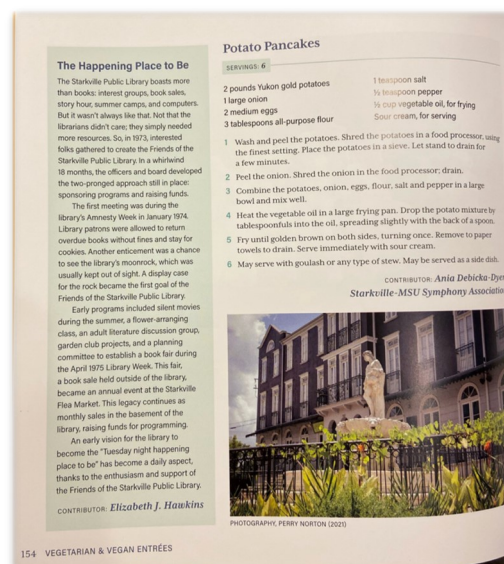 The Happening Place to Be
The Starkville Public Library boasts more
than books: interest groups, book sales,
story hour, summer camps, and computers.
But it wasn't always like that. Not that the
librarians didn't care; they simply needed
more resources. So, in 1973, interested
folks gathered to create the Friends of the
Starkville Public Library. In a whirlwind
18 months, the officers and board developed
the two-pronged approach still in place:
sponsoring programs and raising funds.
The first meeting was during the
library's Amnesty Week in January 1974.
Library patrons were allowed to return
overdue books without fines and stay for
cookies. Another enticement was a chance
to see the library's moonrock, which was
usually kept out of sight. A display case
for the rock became the first goal of the
Friends of the Starkville Public Library.
Early programs included silent movies
during the summer, a flower-arranging
class, an adult literature discussion group,
garden club projects, and a planning
committee to establish a book fair during
the April 1975 Library Week. This fair,
a book sale held outside of the library,
became an annual event at the Starkville
Flea Market. This legacy continues as
monthly sales in the basement of the
library, raising funds for programming.
An early vision for the library to
become the "Tuesday night happening
place to be" has become a daily aspect,
thanks to the enthusiasm and support of
the Friends of the Starkville Public Library.
CONTRIBUTOR: Elizabeth J. Hawkins
Potato Pancakes
SERVINGS: 6
2 pounds Yukon gold potatoes
1 large onion
2 medium eggs
3 tablespoons all-purpose flour
1 teaspoon salt
½ teaspoon pepper
cup vegetable oil, for frying
Sour cream, for serving
1 Wash and peel the potatoes. Shred the potatoes in a food processor, using
the finest setting. Place the potatoes in a sieve. Let stand to drain for
a few minutes.
2 Peel the onion. Shred the onion in the food processor; drain.
3 Combine the potatoes, onion, eggs, flour, salt and pepper in a large
bowl and mix well.
4 Heat the vegetable oil in a large frying pan. Drop the potato mixture by
tablespoonfuls into the oil, spreading slightly with the back of a spoon.
5 Fry until golden brown on both sides, turning once. Remove to paper
towels to drain. Serve immediately with sour cream.
6 May serve with goulash or any type of stew. May be served as a side dish.
CONTRIBUTOR: Ania Debicka-Dyer
Starkville-MSU Symphony Associatio
PHOTOGRAPHY, PERRY NORTON (2021)
154 VEGETARIAN & VEGAN ENTRÉES